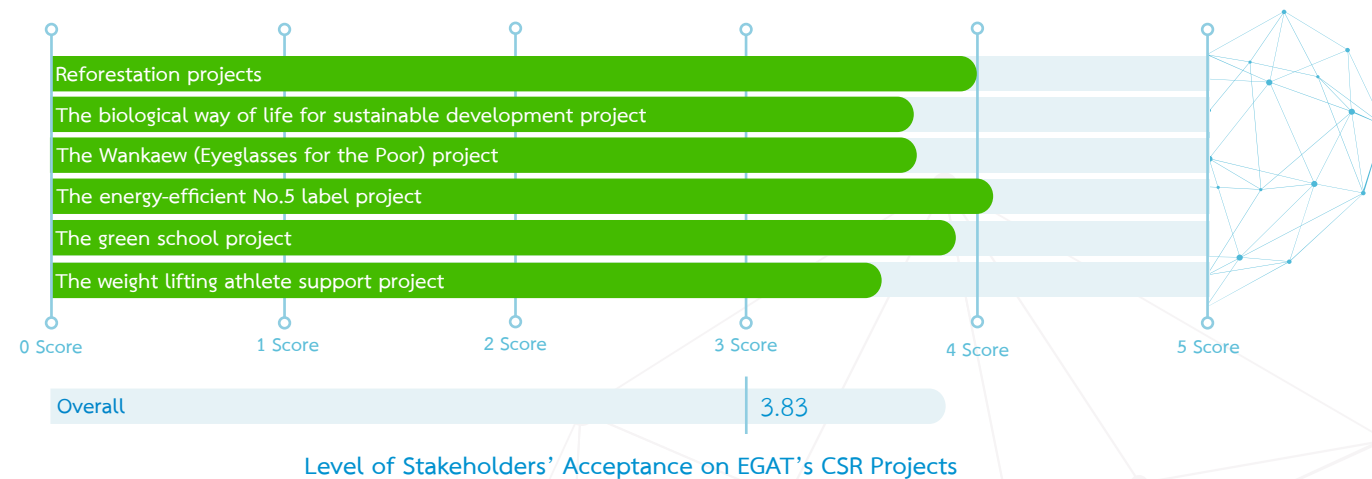 Reforestation projects
The biological way of life for sustainable development project
The Wankaew (Eyeglasses for the Poor) project
The energy-efficient No.5 label project
The green school project
The weight lifting athlete support project
0 Score
1 Score
2 Score
3 Score
4 Score
5 Score
Overall
3.83
Level of Stakeholders’ Acceptance on EGAT’s CSR Projects